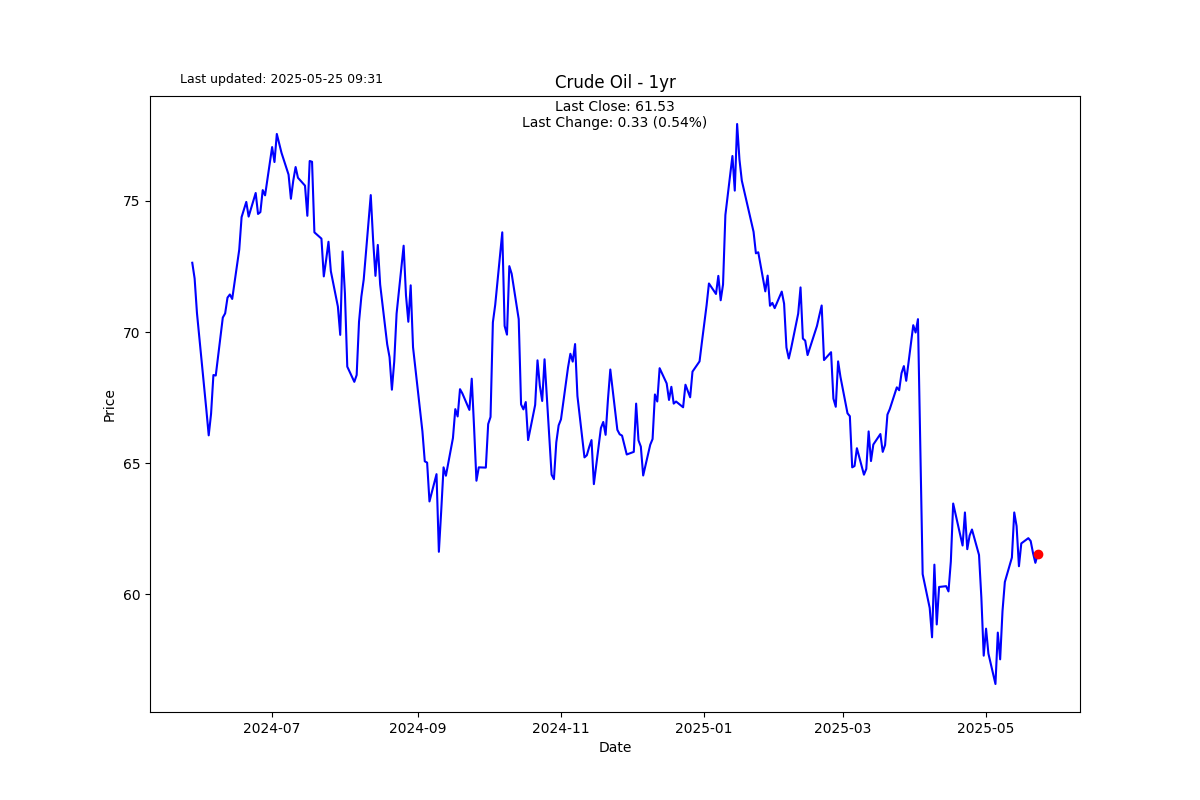 Last updated: 2025-05-25 09:31
Crude Oil - 1yr
Last Close: 61.53
Last Change: 0.33 (0.54%)
75
70
65
60
Price
2024-07
2024-09
2024-11
2025-01
2025-03
2025-05
Date